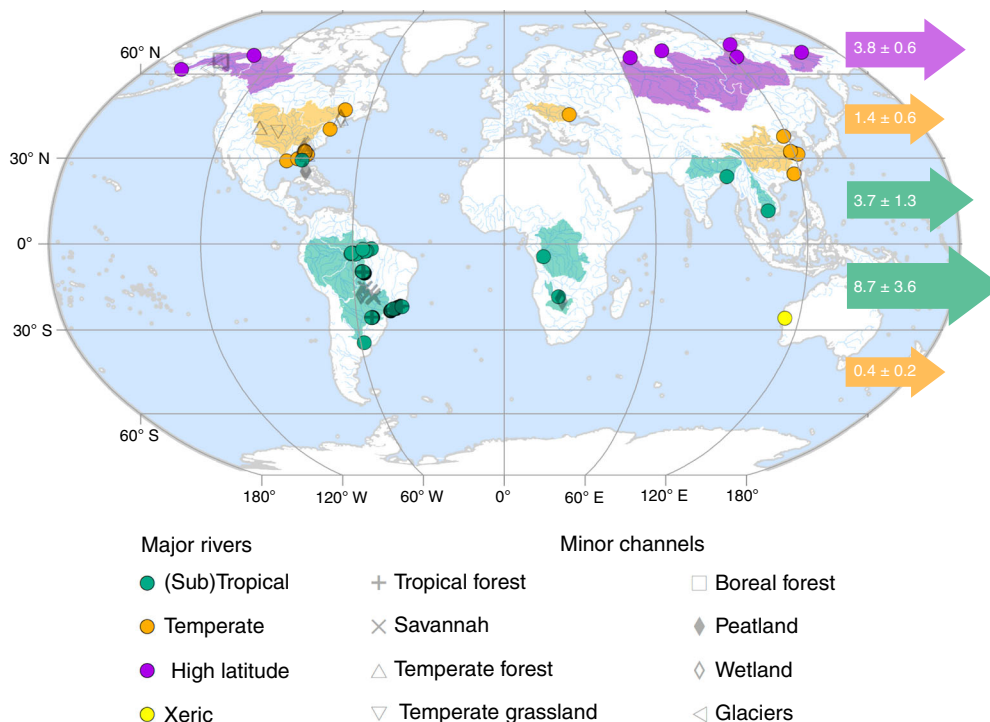 60° N
3.8 ± 0.6
1.4 ± 0.6
30° N
3.7 ± 1.3
0°
8.7 ± 3.6
30° S
0.4 ± 0.2
60° S
180° 120° W 60° W 0° 60° E 120° E 180°
Major rivers Minor channels
(Sub)Tropical Tropical forest Boreal forest
Temperate Savannah Peatland
High latitude Temperate forest Wetland
Xeric Temperate grassland Glaciers